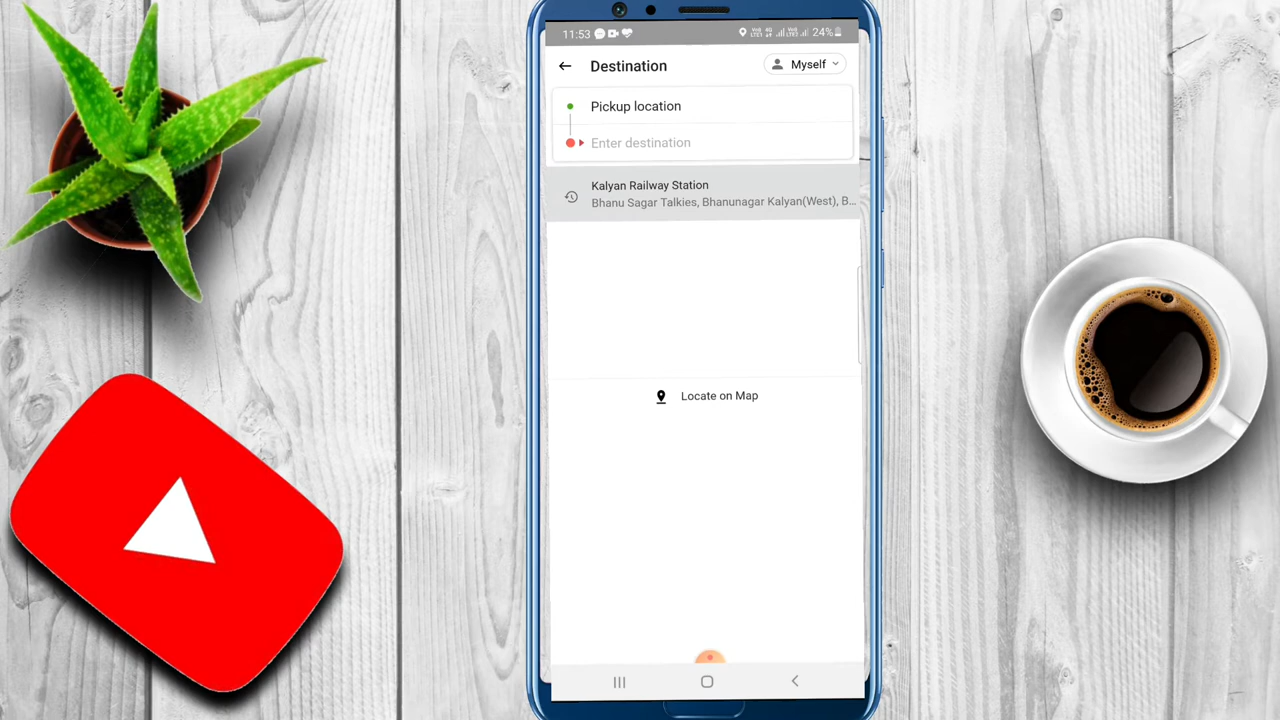 11:53
24%
Destination
Myself
Pickup location
Enter destination
Kalyan Railway Station
Bhanu Sagar Talkies, Bhanunagar Kalyan(West), B...
Locate on Map